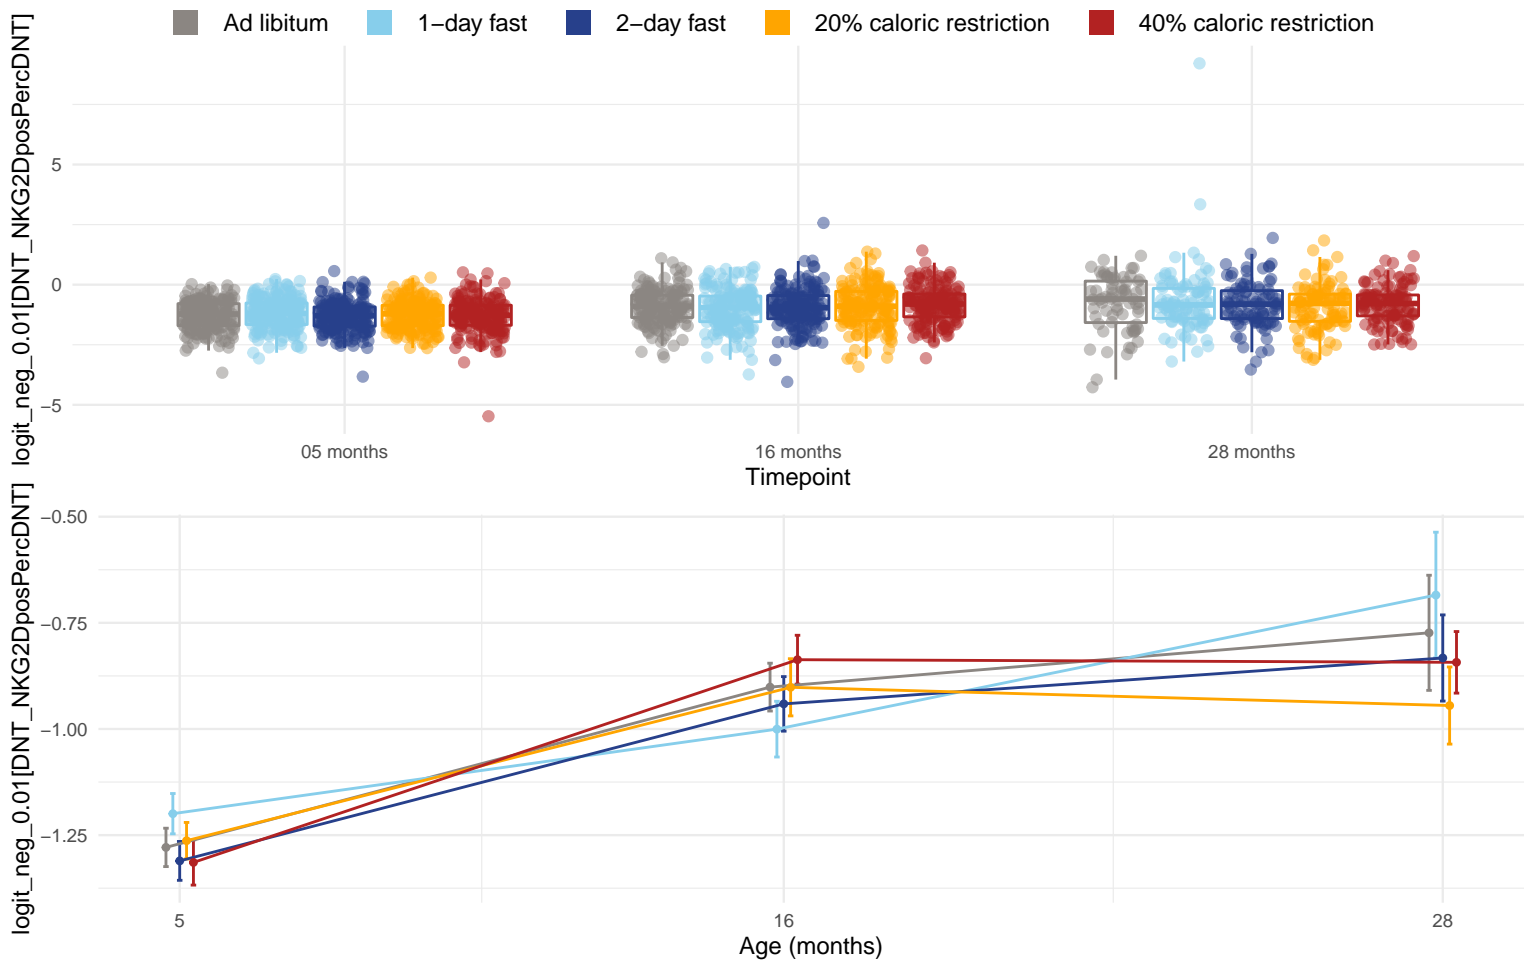 Ad libitum 1−day fast 2−day fast 20% caloric restriction 40% caloric restriction
logit_neg_0.01[DNT_NKG2DposPercDNT]
5
0
−5
05 months 16 months 28 months
Timepoint
logit_neg_0.01[DNT_NKG2DposPercDNT]
−0.50
−0.75
−1.00
−1.25
5 16 28
Age (months)